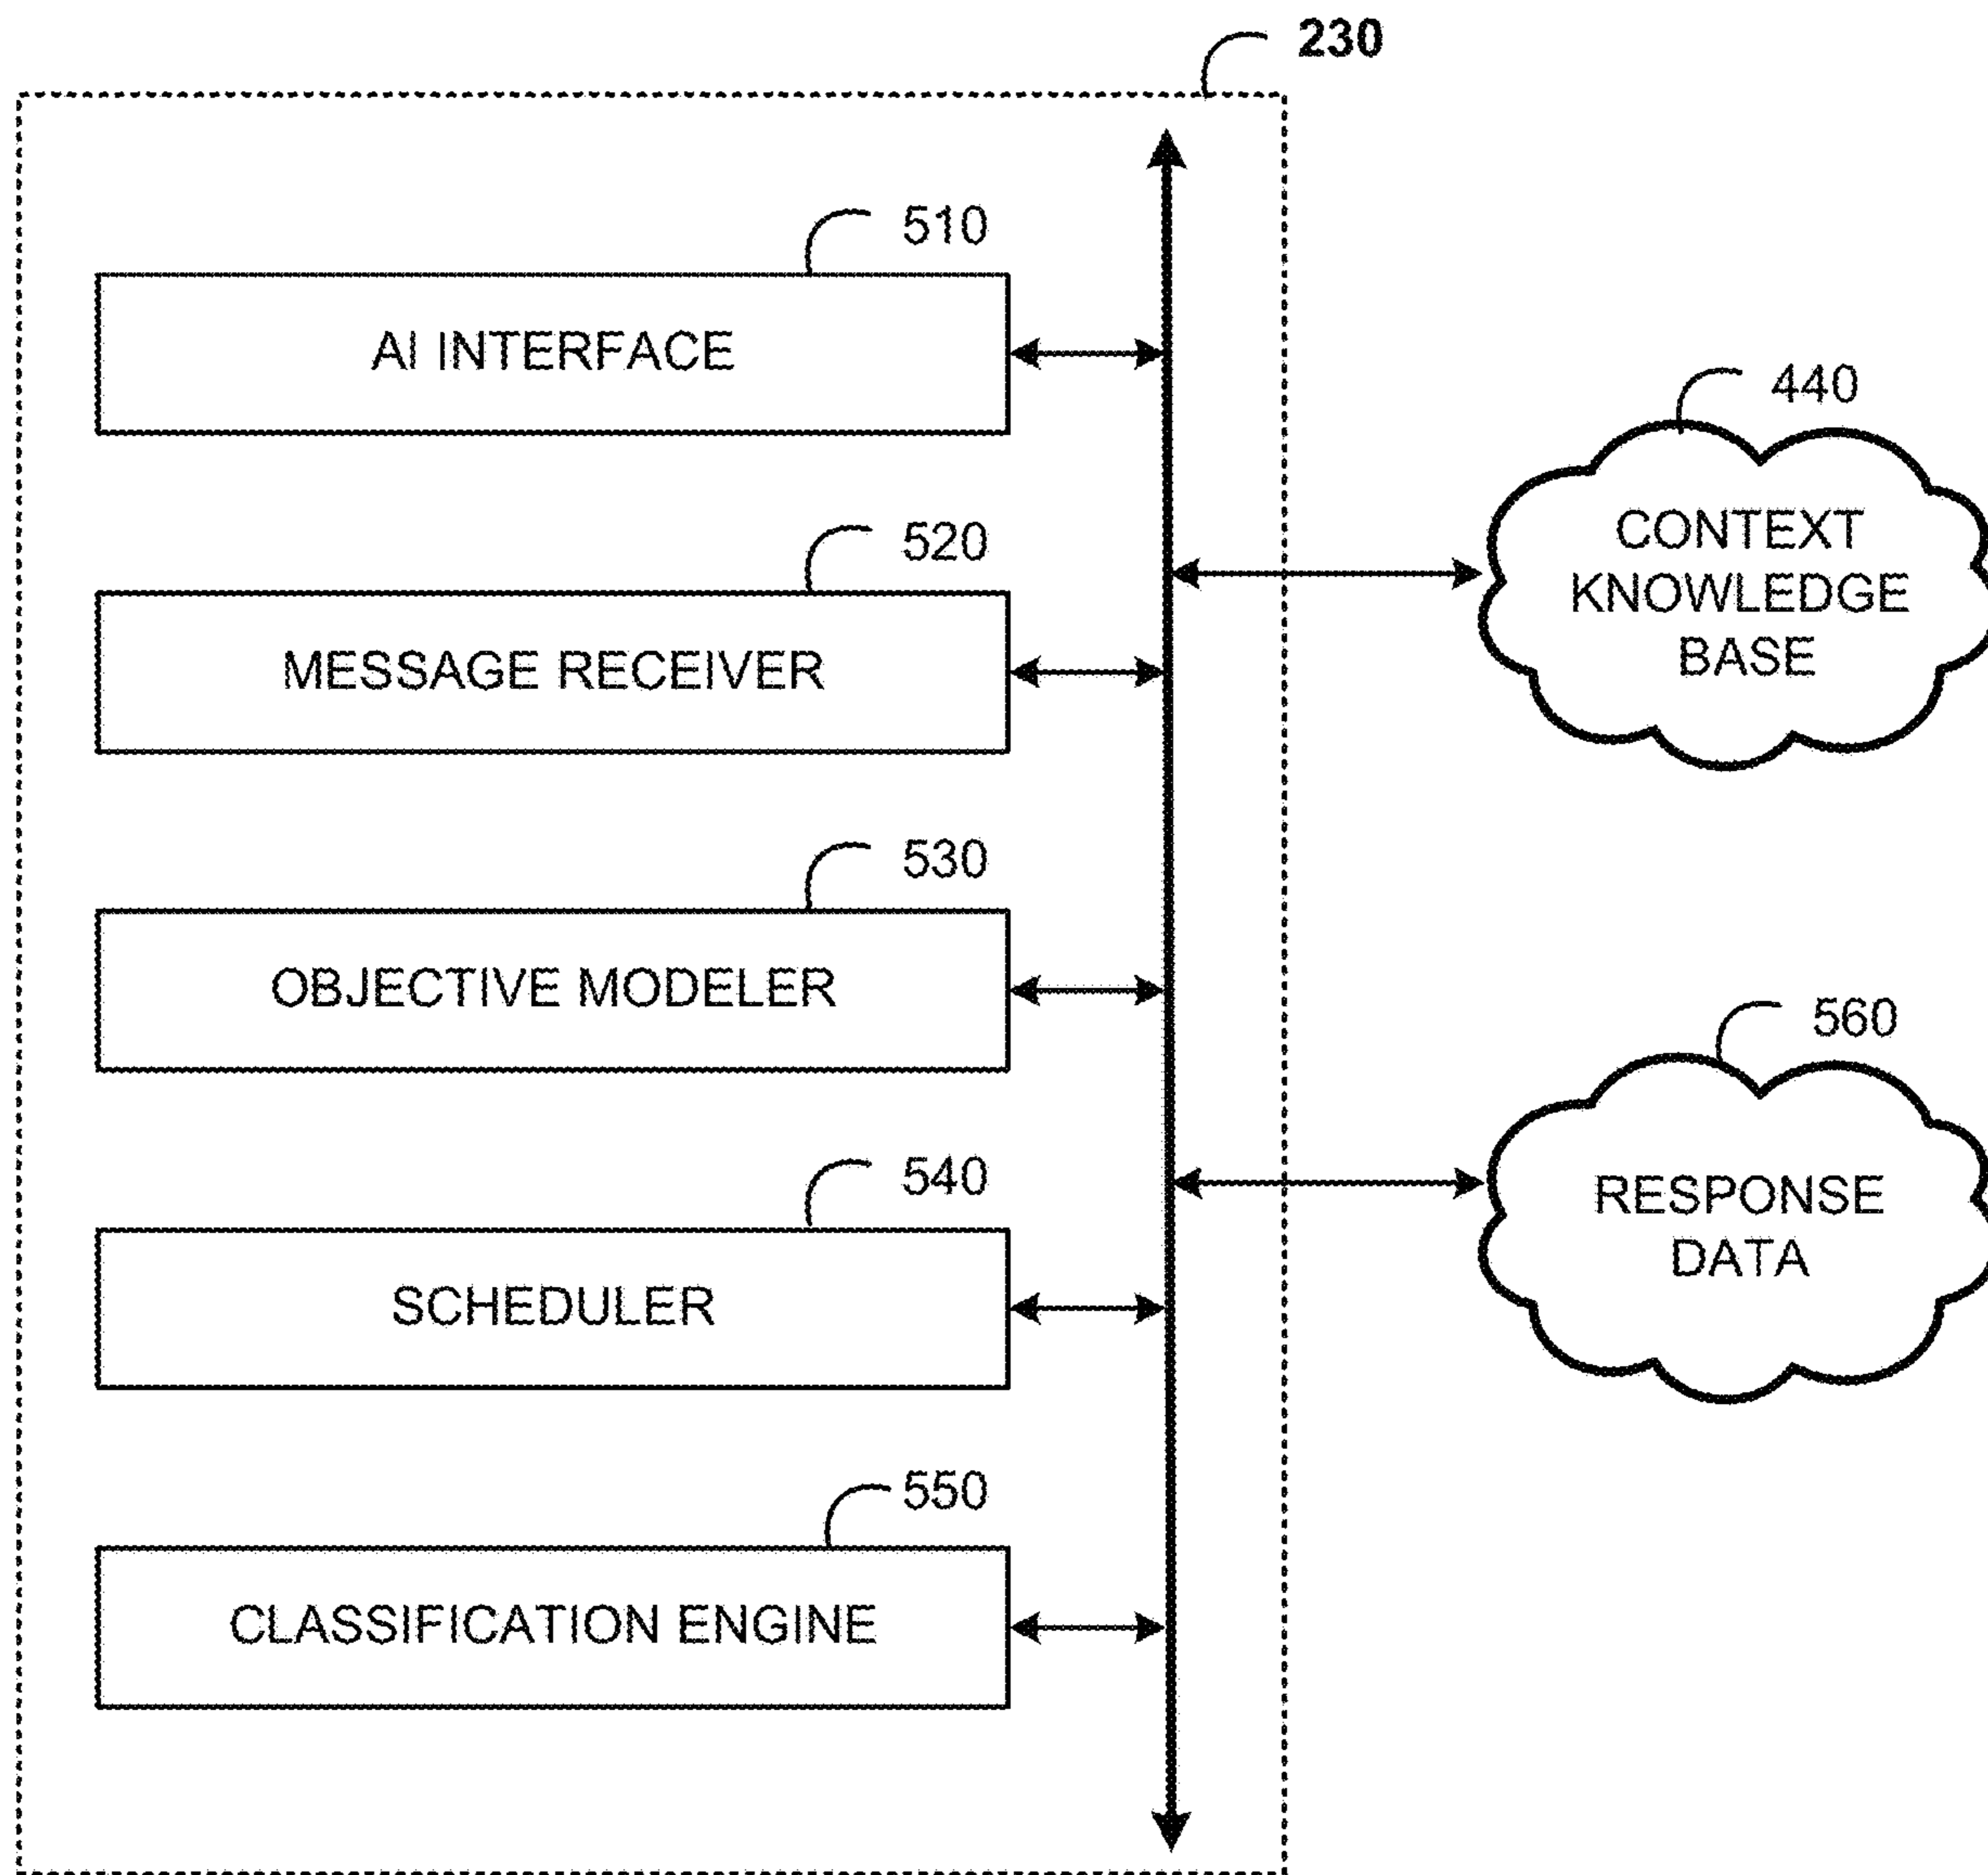 230
510
AI INTERFACE
440
CONTEXT
KNOWLEDGE
BASE
520
MESSAGE RECEIVER
530
OBJECTIVE MODELER
560
RESPONSE
DATA
540
SCHEDULER
550
CLASSIFICATION ENGINE